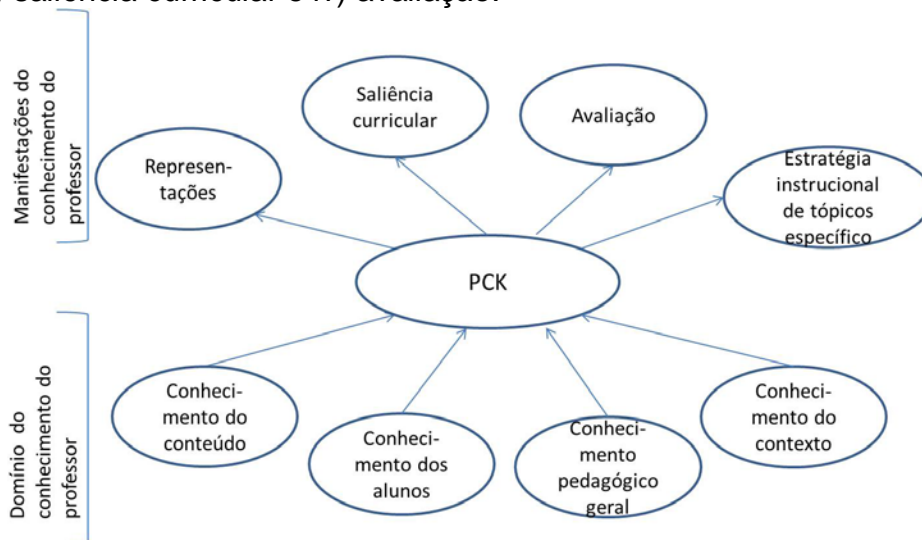 saliência curricular e iv) avaliação.
Manifestações do
conhecimento do
professor
Saliência
curricular
Avaliação
Represen-
tações
Estratégia
instrucional
de tópicos
específico
PCK
Domínio do
conhecimento do
professor
Conheci-
mento do
conteúdo
Conheci-
mento dos
alunos
Conheci-
mento
pedagógico
geral
Conheci-
mento do
contexto